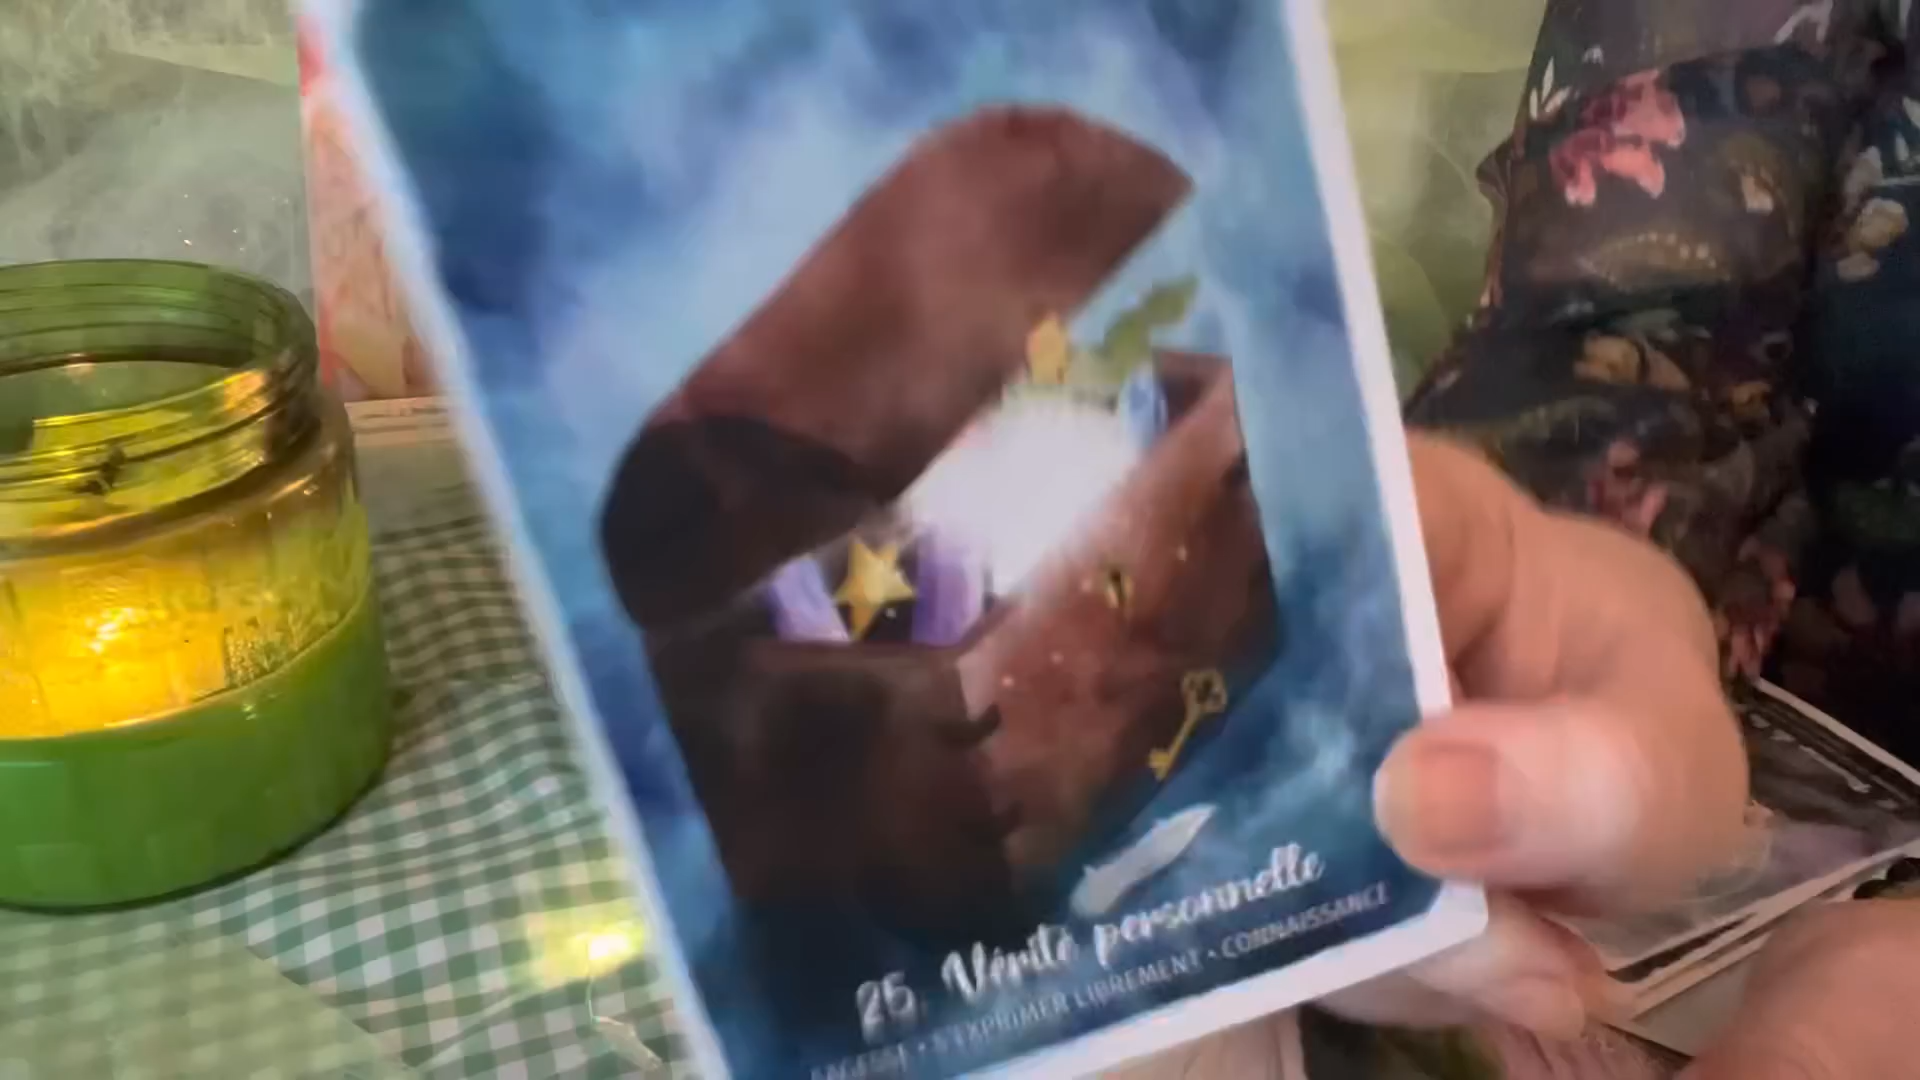 25. Vérité personnelle
SAGESSE • S'EXPRIMER LIBREMENT • CONNAISSANCE